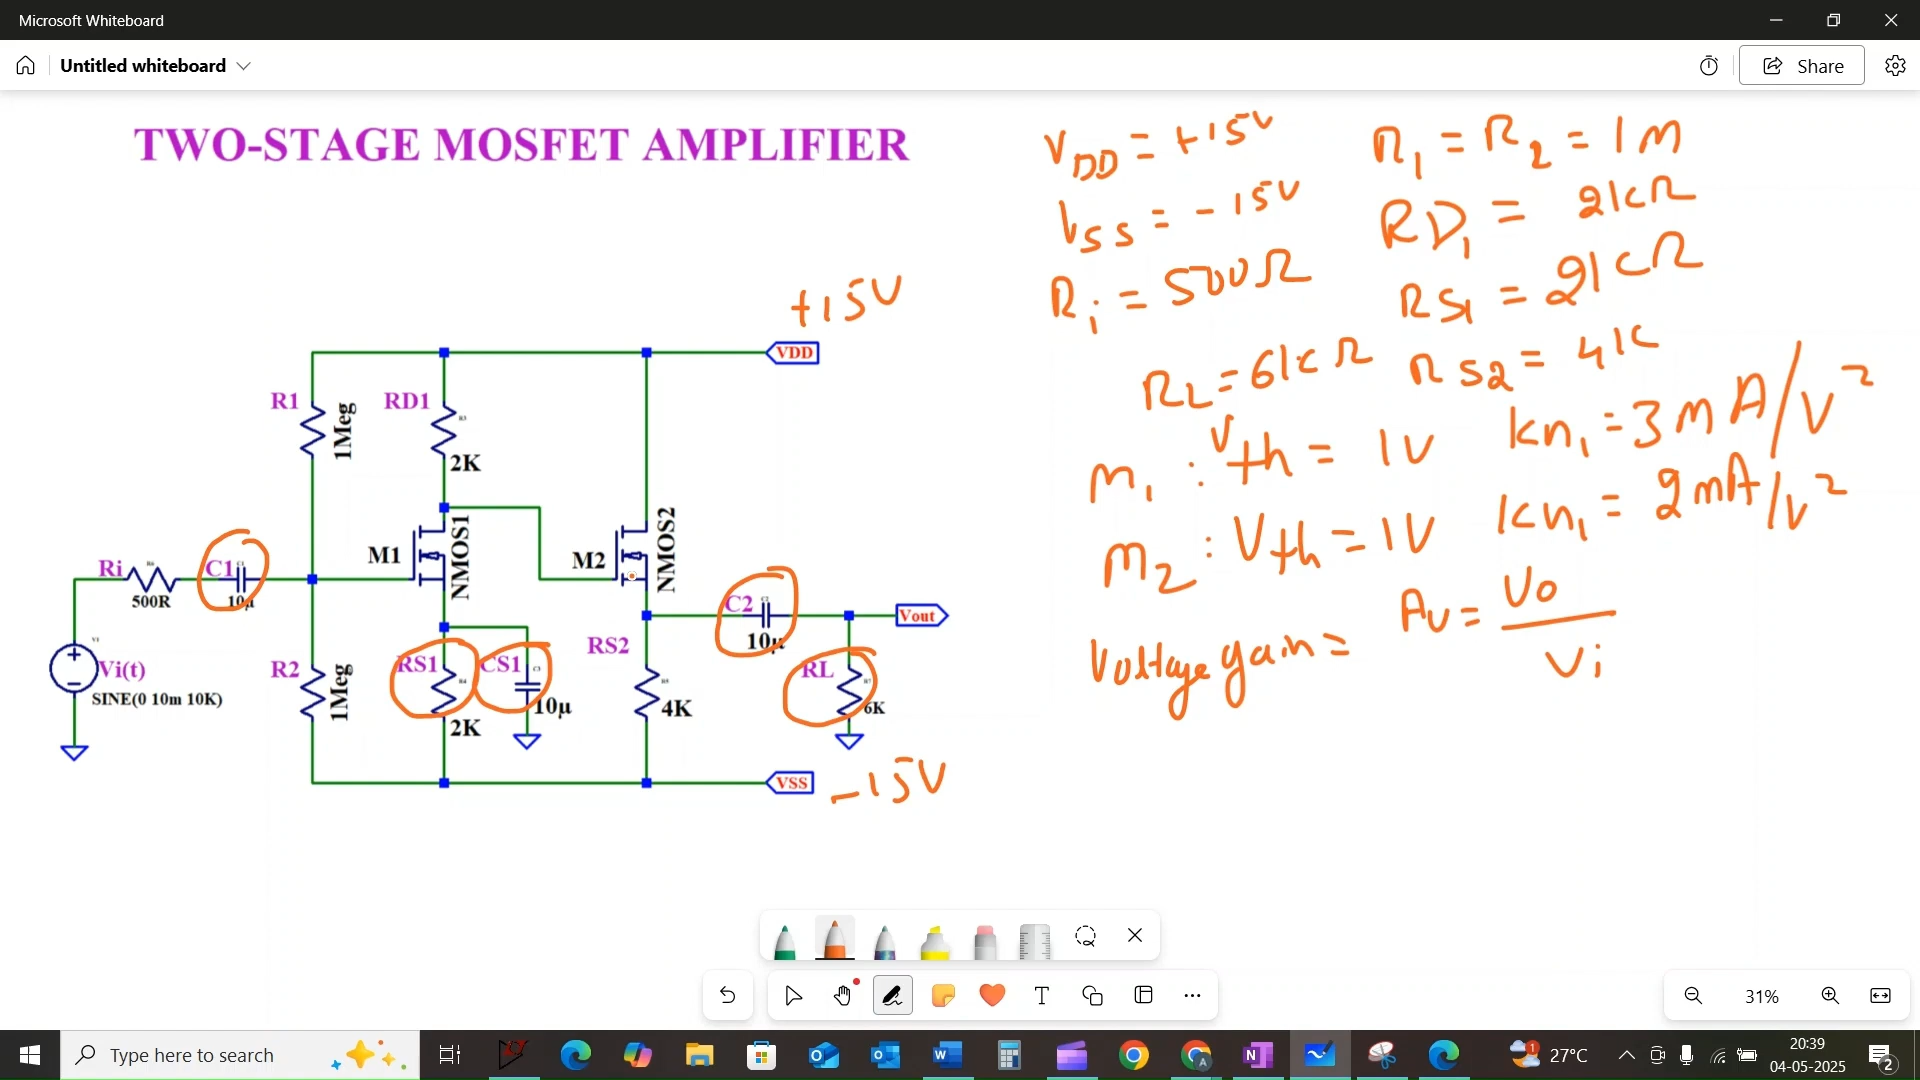 Microsoft Whiteboard
Untitled whiteboard
Share
TWO-STAGE MOSFET AMPLIFIER
VDD = +15V
VSS = -15V
Ri = 500Ω
RL = 6kΩ
M1 : Vth = 1V
M2 : Vth = 1V
Voltage gain =
R1 = R2 = 1M
RD1 = 2kΩ
RS1 = 2kΩ
RS2 = 4k
kn1 = 3mA/V²
kn1 = 2mA/V²
Av = Vo
Vi
+15V
VDD
R1
1Meg
RD1
2K
M1
NMOS1
M2
NMOS2
Ri
500R
C1
10µ
Vi(t)
SINE(0 10m 10K)
R2
1Meg
RS1
2K
CS1
10µ
RS2
4K
C2
10µ
Vout
RL
6K
VSS
-15V
31%
Type here to search
27°C
20:39
04-05-2025
2